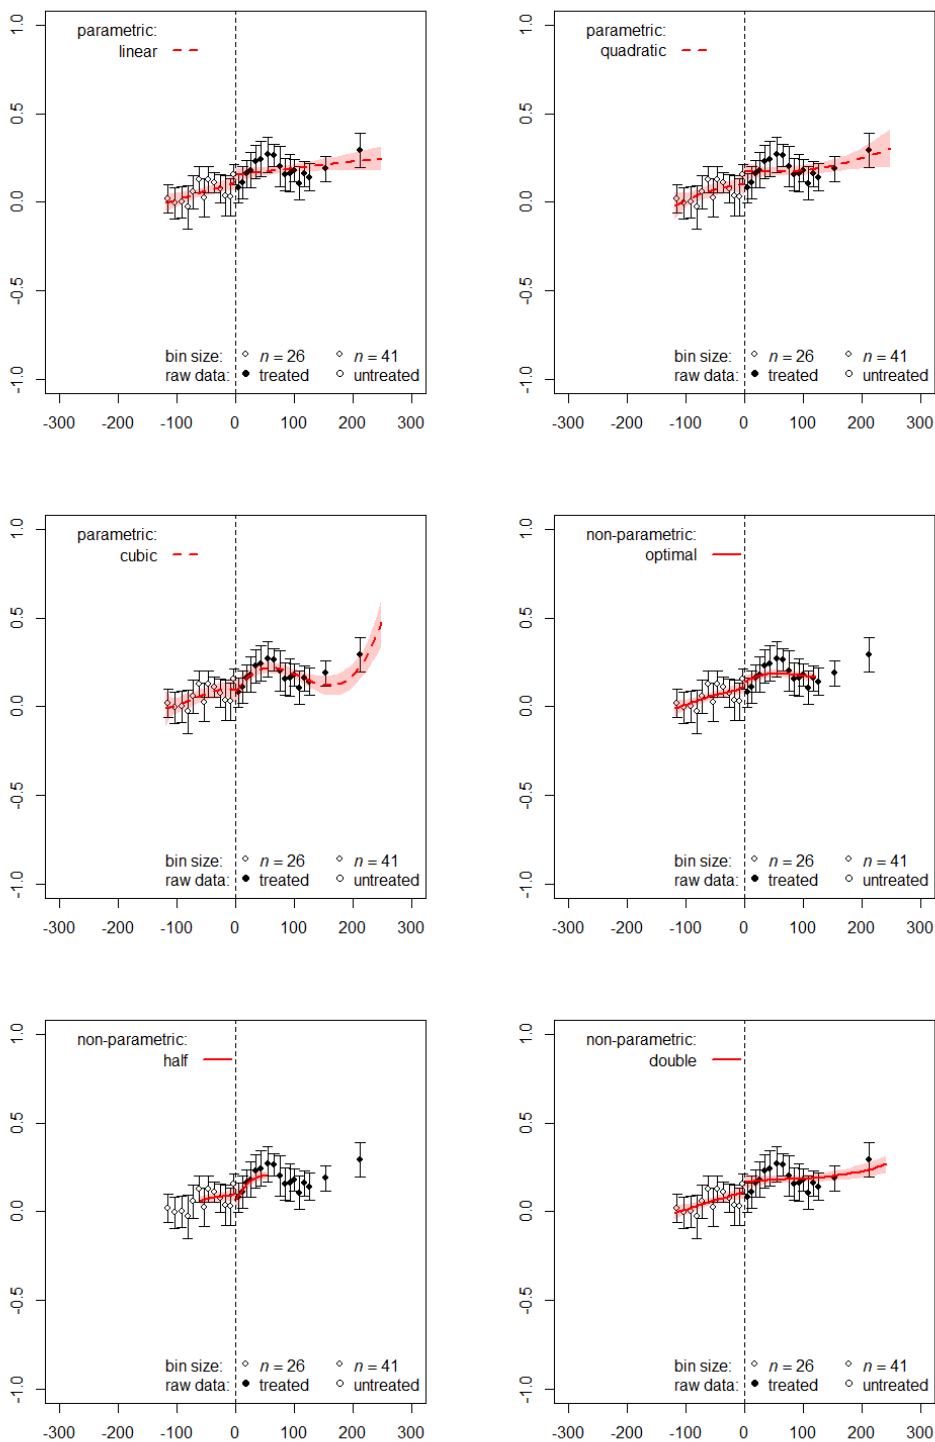 parametric:
linear
1.0
0.5
0.0
-0.5
-1.0
bin size: n = 26 n = 41
raw data: treated untreated
-300 -200 -100 0 100 200 300
parametric:
quadratic
1.0
0.5
0.0
-0.5
-1.0
bin size: n = 26 n = 41
raw data: treated untreated
-300 -200 -100 0 100 200 300
parametric:
cubic
1.0
0.5
0.0
-0.5
-1.0
bin size: n = 26 n = 41
raw data: treated untreated
-300 -200 -100 0 100 200 300
non-parametric:
optimal
1.0
0.5
0.0
-0.5
-1.0
bin size: n = 26 n = 41
raw data: treated untreated
-300 -200 -100 0 100 200 300
non-parametric:
half
1.0
0.5
0.0
-0.5
-1.0
bin size: n = 26 n = 41
raw data: treated untreated
-300 -200 -100 0 100 200 300
non-parametric:
double
1.0
0.5
0.0
-0.5
-1.0
bin size: n = 26 n = 41
raw data: treated untreated
-300 -200 -100 0 100 200 300